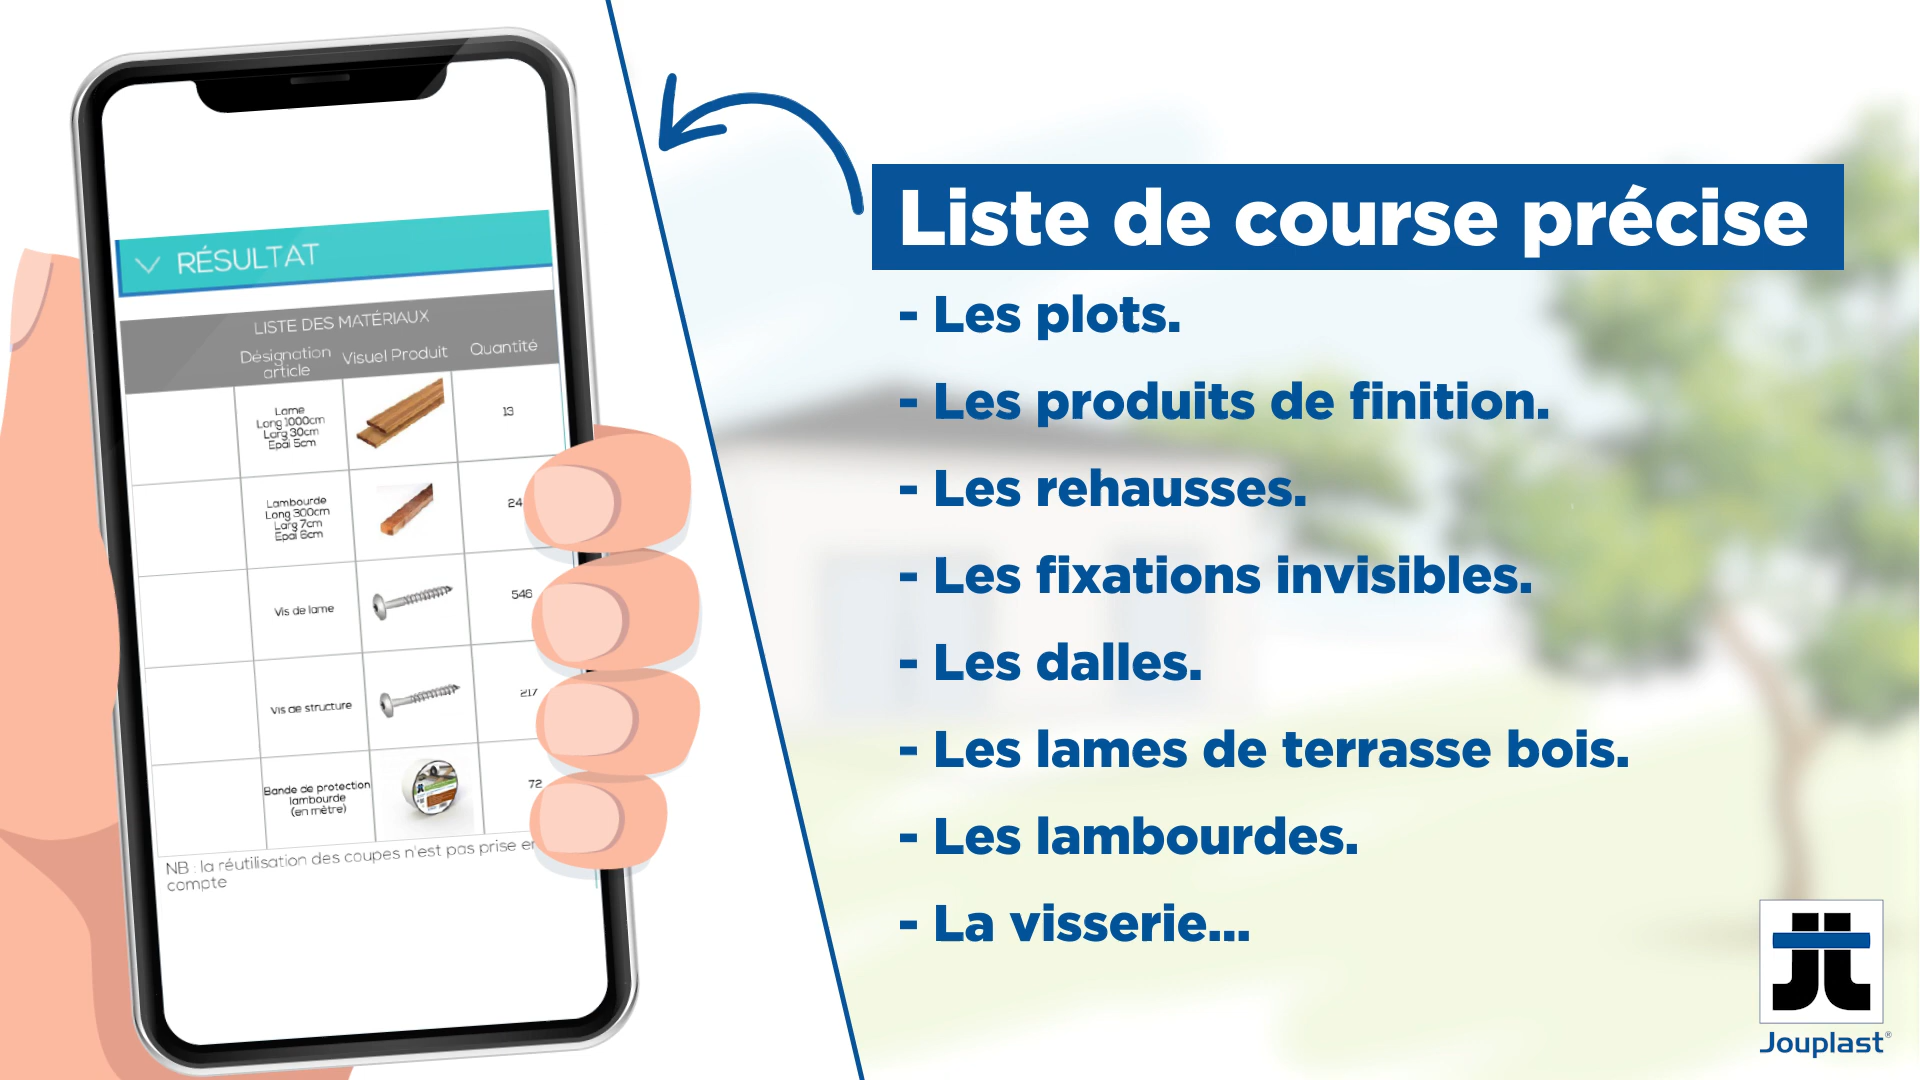 RÉSULTAT
LISTE DES MATÉRIAUX
Désignation article
Visuel Produit
Quantité
Lame
Long 1000cm
Larg 30cm
Epai 5cm
13
Lambourde
Long 300cm
Larg 7cm
Epai 6cm
24
Vis de lame
546
Vis de structure
217
Bande de protection
lambourde
(en mètre)
72
NB : la réutilisation des coupes n'est pas prise
compte
Liste de course précise
- Les plots.
- Les produits de finition.
- Les rehausses.
- Les fixations invisibles.
- Les dalles.
- Les lames de terrasse bois.
- Les lambourdes.
- La visserie...
Jouplast®